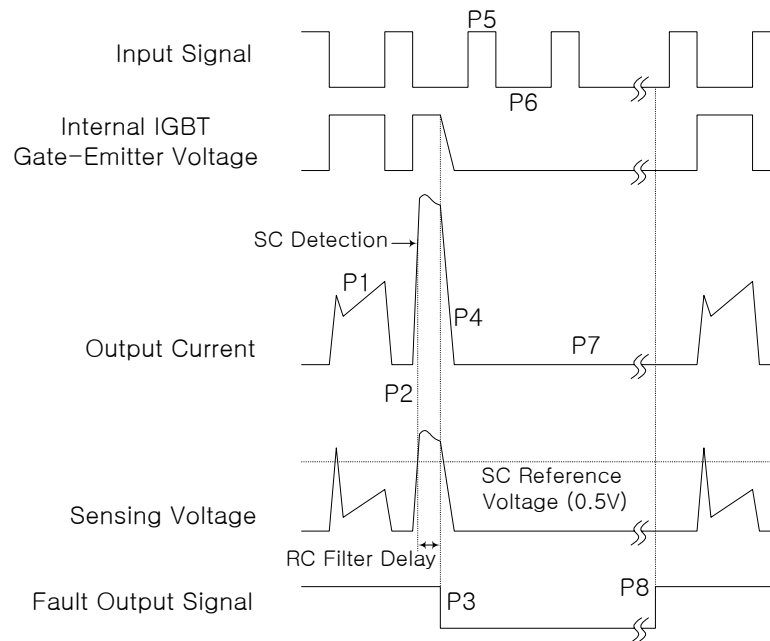 P5
Input Signal
P6
Internal IGBT
Gate-Emitter Voltage
SC Detection
P1
P4
Output Current
P7
P2
SC Reference
Voltage (0.5V)
Sensing Voltage
RC Filter Delay
Fault Output Signal
P3
P8